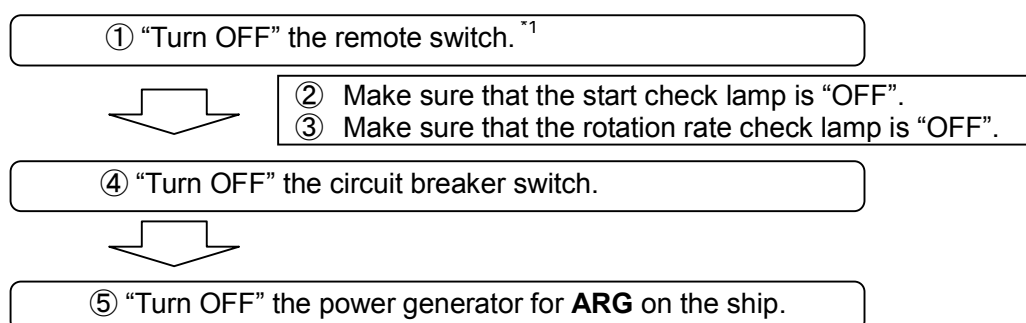 ① “Turn OFF” the remote switch. *1
② Make sure that the start check lamp is “OFF”.
③ Make sure that the rotation rate check lamp is “OFF”.
④ “Turn OFF” the circuit breaker switch.
⑤ “Turn OFF” the power generator for ARG on the ship.